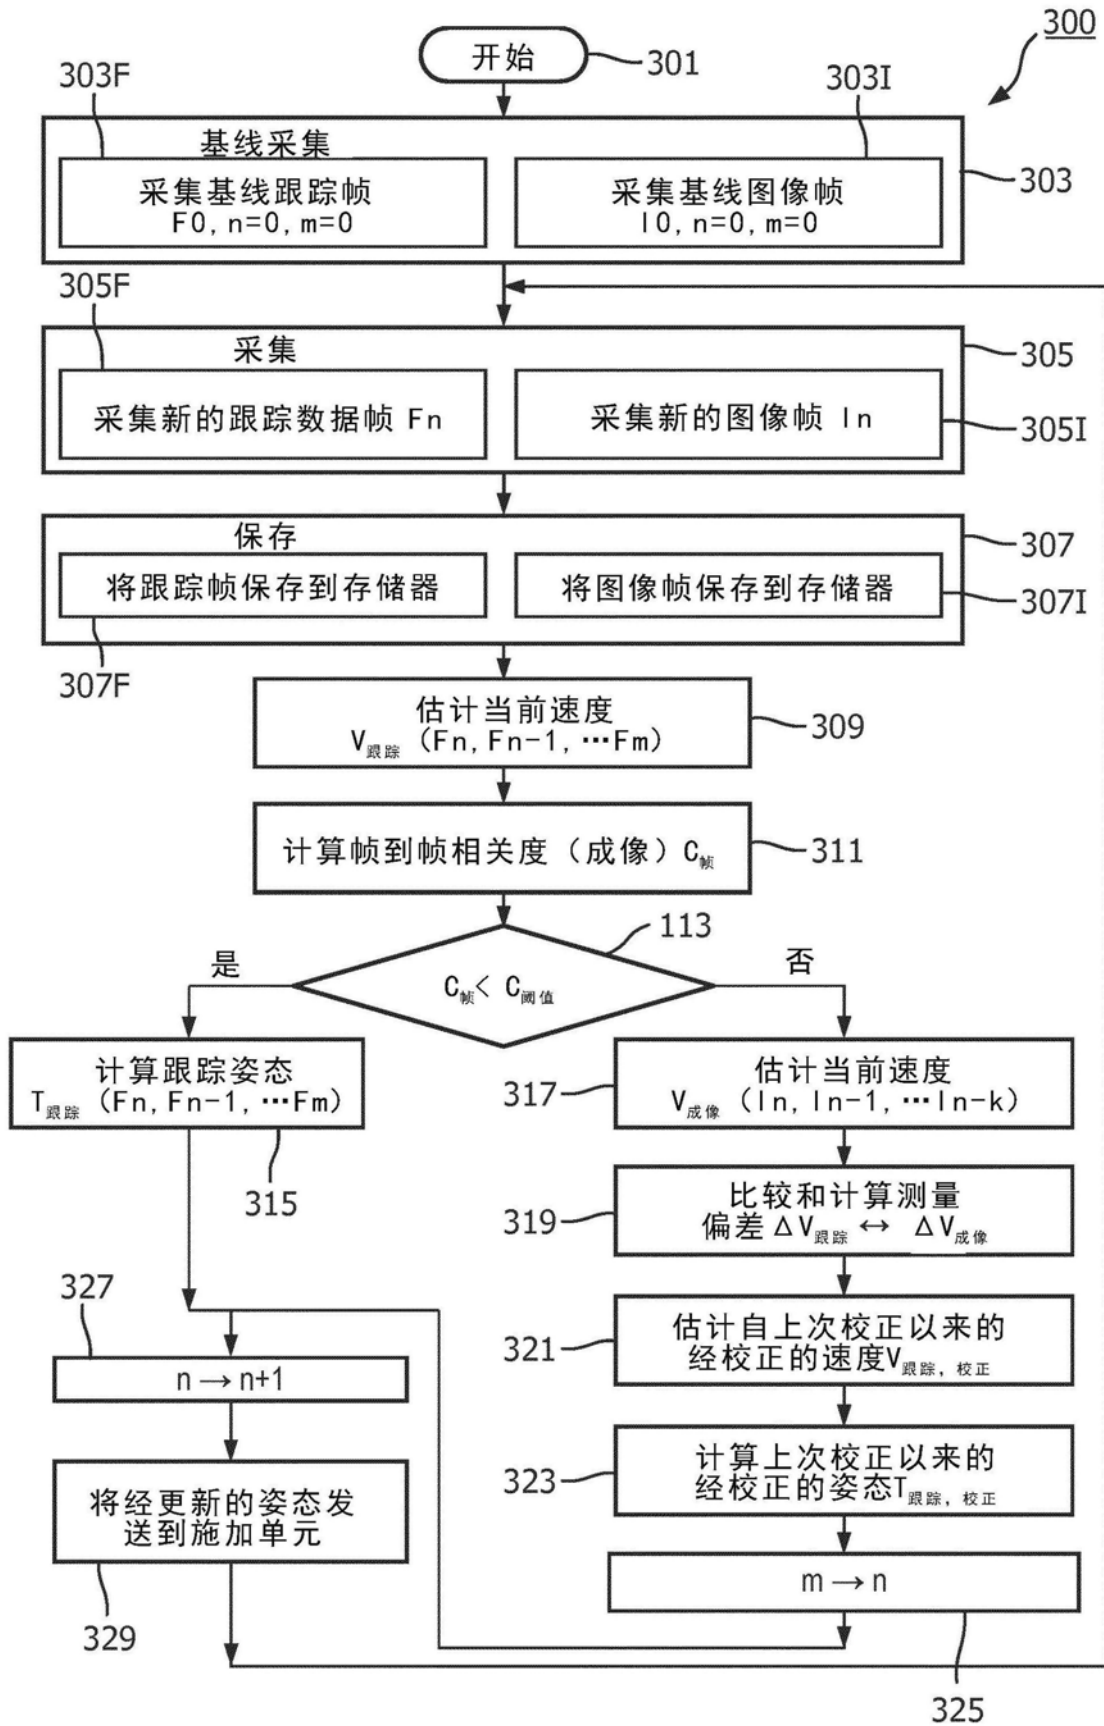 300
开始
301
303F
303I
基线采集
303
采集基线跟踪帧
F0, n=0, m=0
采集基线图像帧
I0, n=0, m=0
305F
采集
305
采集新的跟踪数据帧 Fn
采集新的图像帧 In
305I
保存
307
将跟踪帧保存到存储器
将图像帧保存到存储器
307I
307F
估计当前速度
V跟踪 (Fn, Fn-1, …Fm)
309
计算帧到帧相关度（成像）C帧
311
113
是
否
C帧< C阈值
计算跟踪姿态
T跟踪 (Fn, Fn-1, …Fm)
315
317
估计当前速度
V成像 (In, In-1, …In-k)
319
比较和计算测量
偏差 ΔV跟踪 ↔ ΔV成像
327
321
估计自上次校正以来的
经校正的速度V跟踪，校正
n→n+1
323
计算上次校正以来的
经校正的姿态T跟踪，校正
将经更新的姿态发
送到施加单元
m→n
329
325